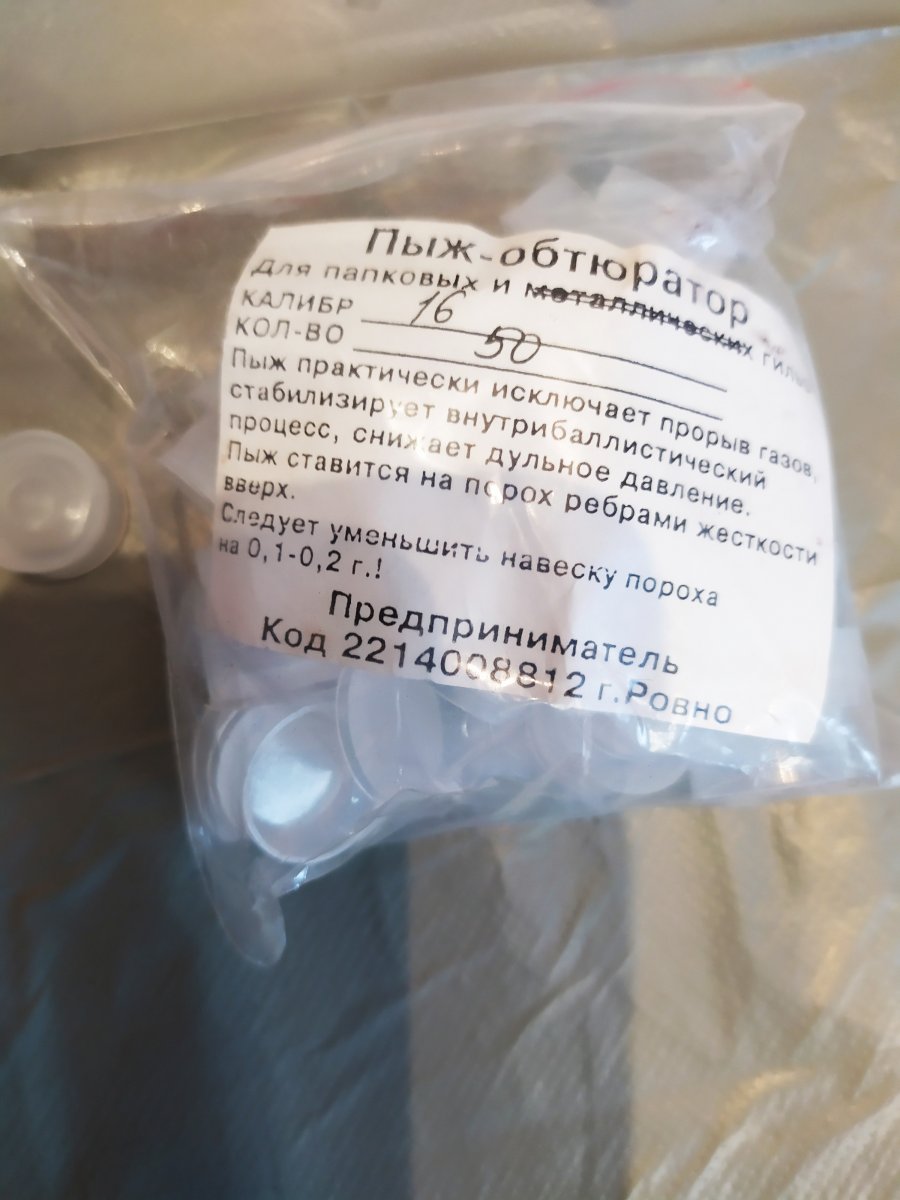 Пыж-обтюратор
Для папковых и металлических гильз
КАЛИБР 16
КОЛ-ВО 50
Пыж практически исключает прорыв газов,
стабилизирует внутрибаллистический
процесс, снижает дульное давление.
Пыж ставится на порох ребрами жесткости
вверх.
Следует уменьшить навеску пороха
на 0,1-0,2 г.!
Предприниматель
Код 2214008812 г.Ровно